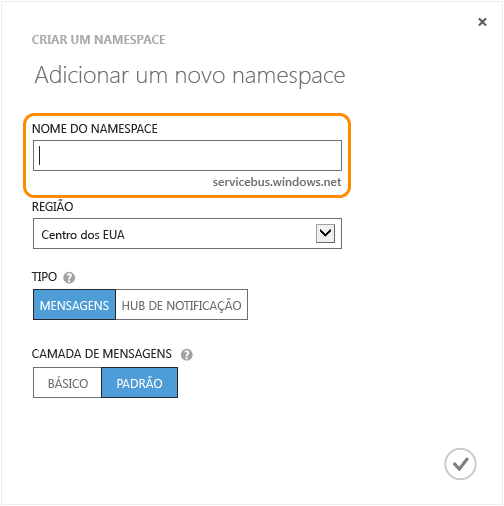 CRIAR UM NAMESPACE
Adicionar um novo namespace
NOME DO NAMESPACE
servicebus.windows.net
REGIÃO
Centro dos EUA
TIPO ?
MENSAGENS HUB DE NOTIFICAÇÃO
CAMADA DE MENSAGENS ?
BÁSICO PADRÃO